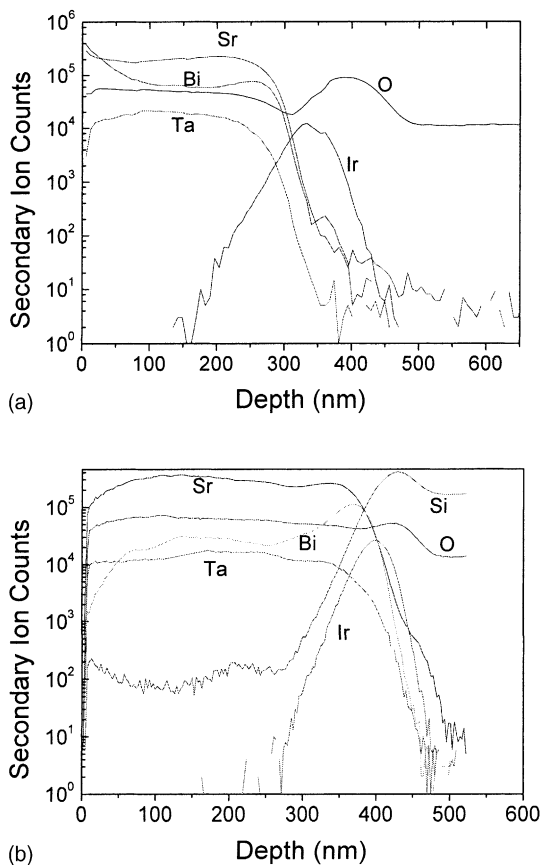 10^6
10^5
10^4
10^3
10^2
10^1
10^0
Secondary Ion Counts
Sr
Bi
Ta
O
Ir
0 100 200 300 400 500 600
Depth (nm)
(a)
10^5
10^4
10^3
10^2
10^1
10^0
Secondary Ion Counts
Sr
Si
Bi
O
Ta
Ir
0 100 200 300 400 500 600
Depth (nm)
(b)